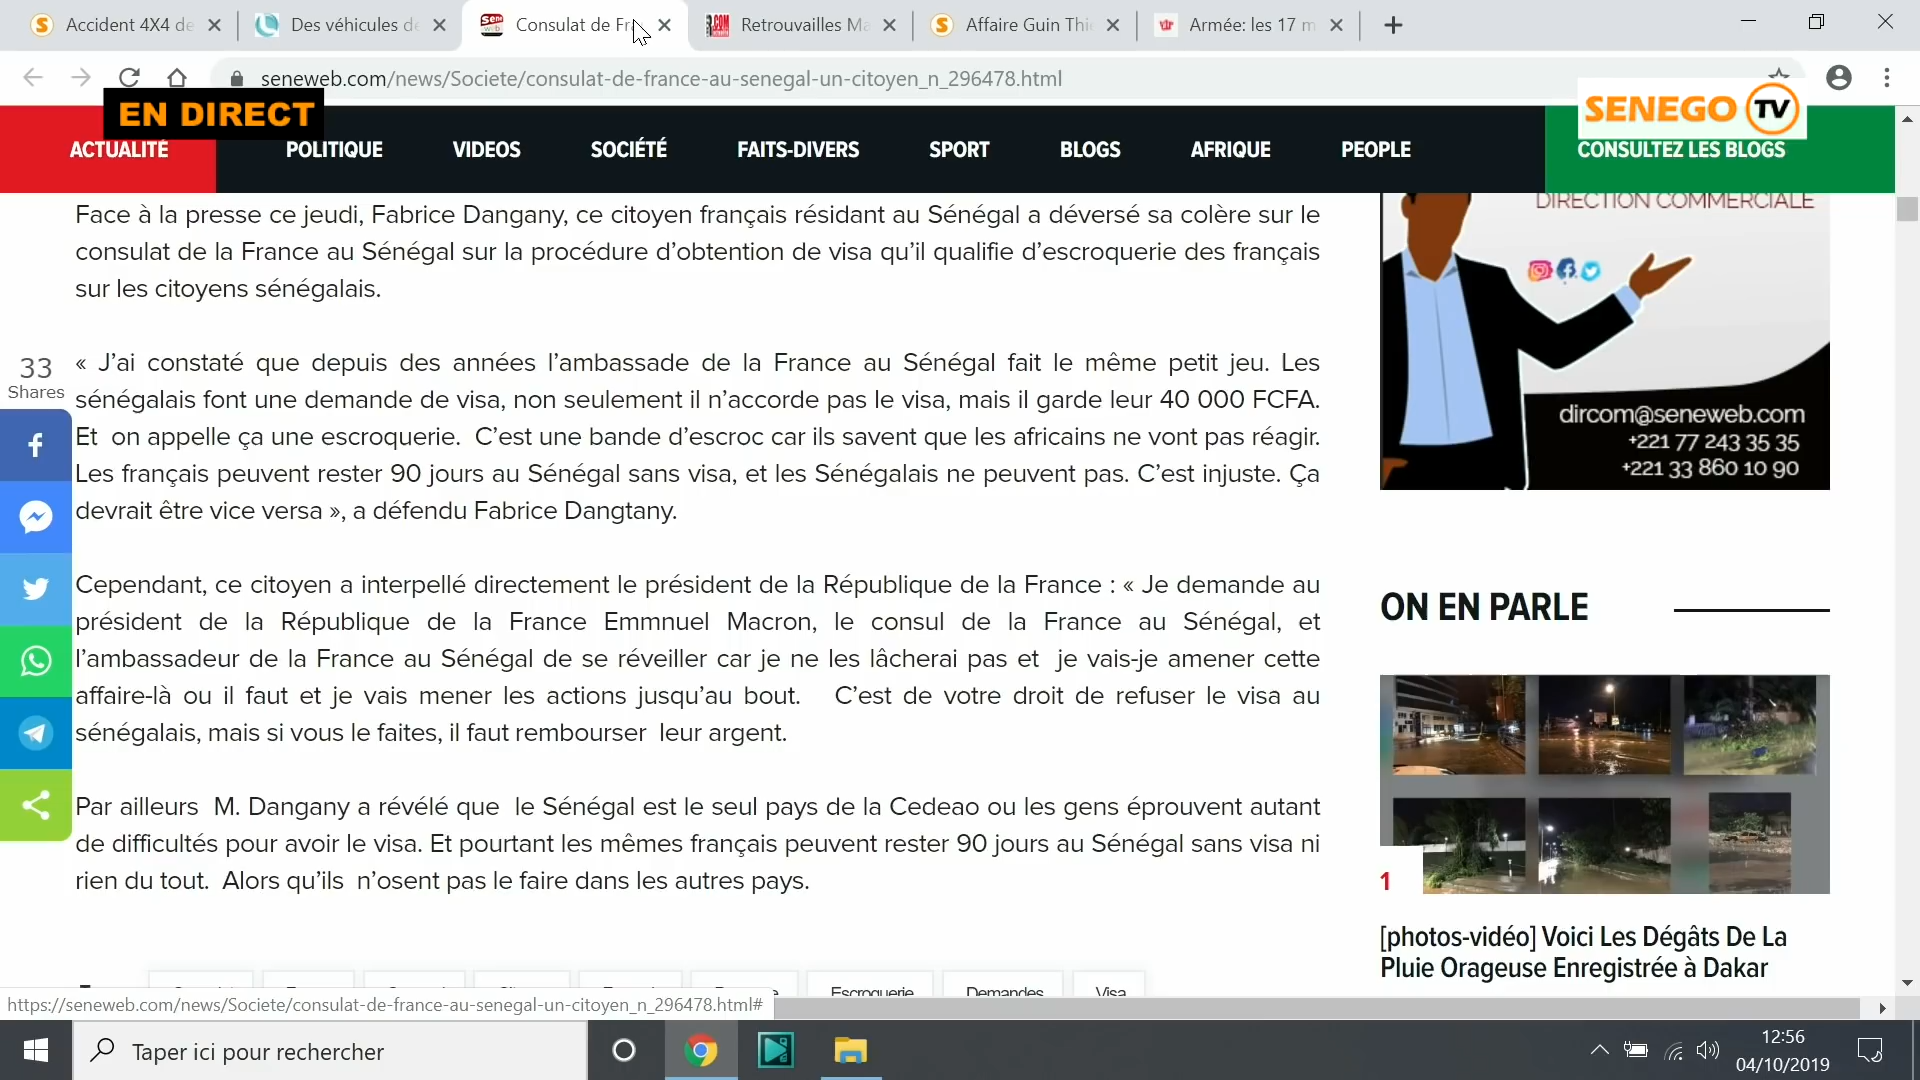 Accident 4X4 de
Des véhicules de
Consulat de Fr
Retrouvailles Ma
Affaire Guin Thi
Armée: les 17 m
seneweb.com/news/Societe/consulat-de-france-au-senegal-un-citoyen_n_296478.html
EN DIRECT
SENEGO TV
ACTUALITÉ
POLITIQUE
VIDEOS
SOCIÉTÉ
FAITS-DIVERS
SPORT
BLOGS
AFRIQUE
PEOPLE
CONSULTEZ LES BLOGS
Face à la presse ce jeudi, Fabrice Dangany, ce citoyen français résidant au Sénégal a déversé sa colère sur le
consulat de la France au Sénégal sur la procédure d’obtention de visa qu’il qualifie d’escroquerie des français
sur les citoyens sénégalais.
« J’ai constaté que depuis des années l’ambassade de la France au Sénégal fait le même petit jeu. Les
sénégalais font une demande de visa, non seulement il n’accorde pas le visa, mais il garde leur 40 000 FCFA.
Et on appelle ça une escroquerie. C’est une bande d’escroc car ils savent que les africains ne vont pas réagir.
Les français peuvent rester 90 jours au Sénégal sans visa, et les Sénégalais ne peuvent pas. C’est injuste. Ça
devrait être vice versa », a défendu Fabrice Dangtany.
Cependant, ce citoyen a interpellé directement le président de la République de la France : « Je demande au
président de la République de la France Emmnuel Macron, le consul de la France au Sénégal, et
l’ambassadeur de la France au Sénégal de se réveiller car je ne les lâcherai pas et je vais-je amener cette
affaire-là ou il faut et je vais mener les actions jusqu’au bout. C’est de votre droit de refuser le visa au
sénégalais, mais si vous le faites, il faut rembourser leur argent.
Par ailleurs M. Dangany a révélé que le Sénégal est le seul pays de la Cedeao ou les gens éprouvent autant
de difficultés pour avoir le visa. Et pourtant les mêmes français peuvent rester 90 jours au Sénégal sans visa ni
rien du tout. Alors qu’ils n’osent pas le faire dans les autres pays.
33
Shares
DIRECTION COMMERCIALE
dircom@seneweb.com
+221 77 243 35 35
+221 33 860 10 90
ON EN PARLE
1
[photos-vidéo] Voici Les Dégâts De La
Pluie Orageuse Enregistrée à Dakar
Escroquerie
Demandes
Visa
https://seneweb.com/news/Societe/consulat-de-france-au-senegal-un-citoyen_n_296478.html#
Taper ici pour rechercher
12:56
04/10/2019